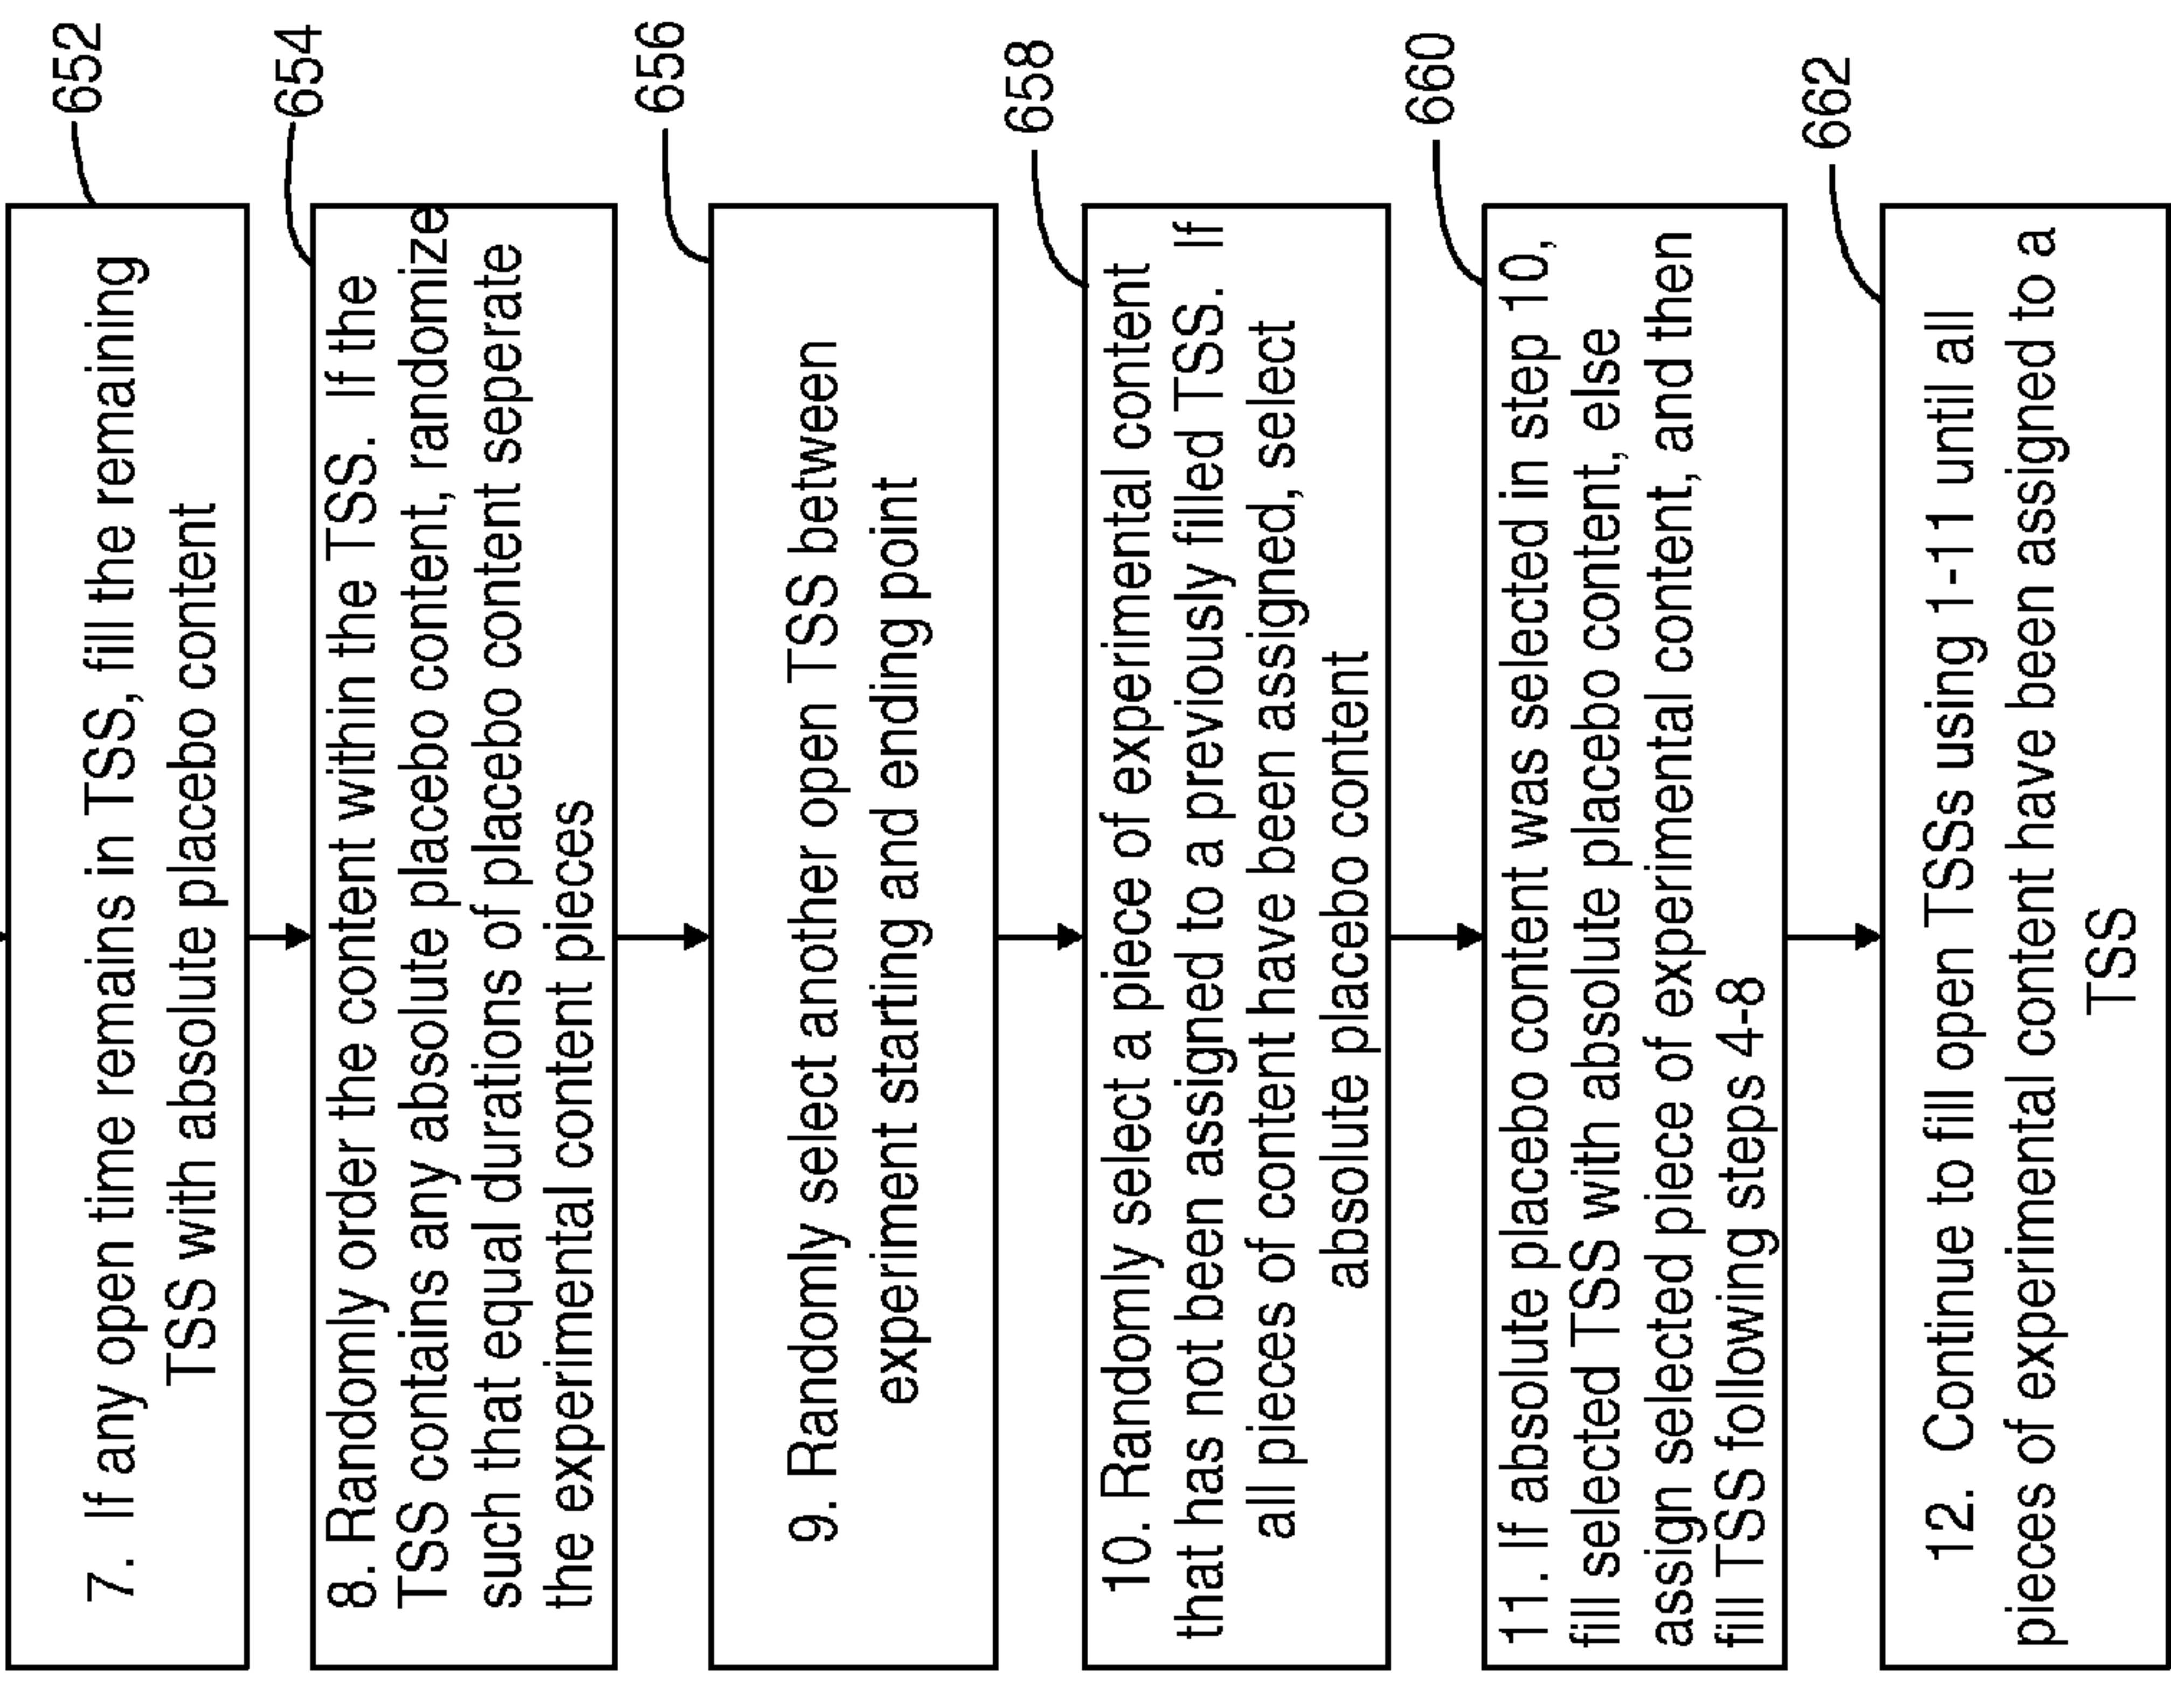 652
7. If any open time remains in TSS, fill the remaining
TSS with absolute placebo content
654
8. Randomly order the content within the TSS. If the
TSS contains any absolute placebo content, randomize
such that equal durations of placebo content seperate
the experimental content pieces
656
9. Randomly select another open TSS between
experiment starting and ending point
658
10. Randomly select a piece of experimental content
that has not been assigned to a previously filled TSS. If
all pieces of content have been assigned, select
absolute placebo content
660
11. If absolute placebo content was selected in step 10,
fill selected TSS with absolute placebo content, else
assign selected piece of experimental content, and then
fill TSS following steps 4-8
662
12. Continue to fill open TSSs using 1-11 until all
pieces of experimental content have been assigned to a
TSS